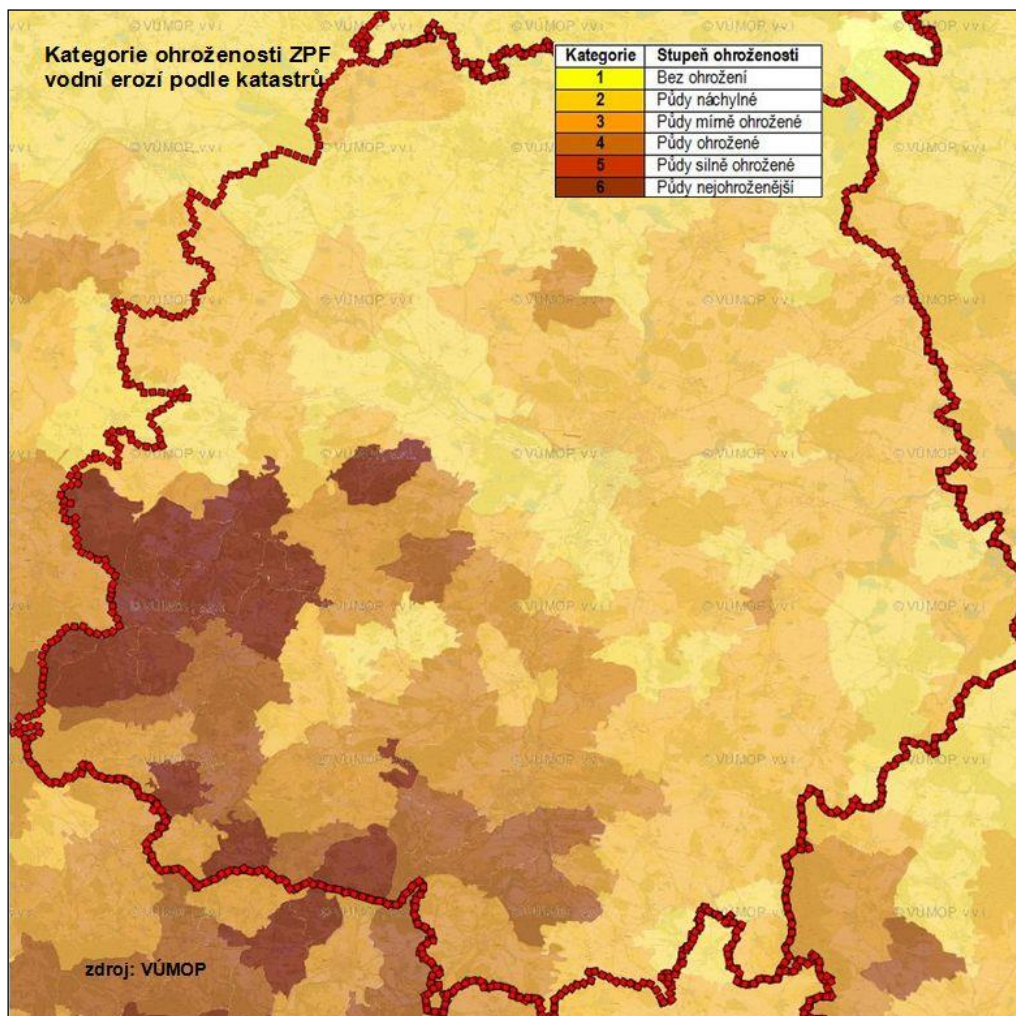 Kategorie ohroženosti ZPF
vodní erozí podle katastrů
Kategorie Stupeň ohroženosti
1 Bez ohrožení
2 Půdy náchylné
3 Půdy mírně ohrožené
4 Půdy ohrožené
5 Půdy silně ohrožené
6 Půdy nejohroženější
© VÚMOP, v.v.i
zdroj: VÚMOP